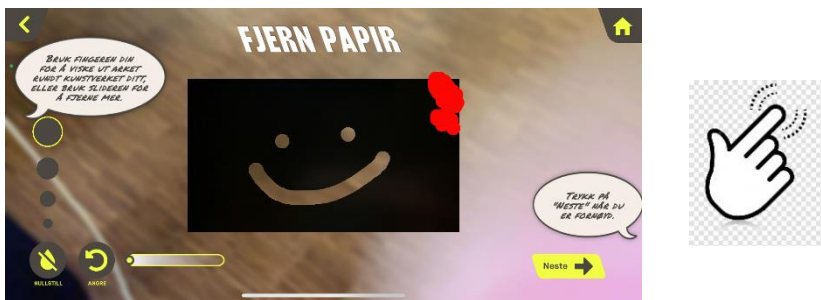 FJERN PAPIR
BRUK FINGEREN DIN
FOR Å VISKE UT ARKET
RUNDT KUNSTVERKET DITT,
ELLER BRUK SLIDEREN FOR
Å FJERNE MER.
TRYKK PÅ
"NESTE" NÅR DU
ER FORNØYD.
NULLSTILL
ANGRE
Neste